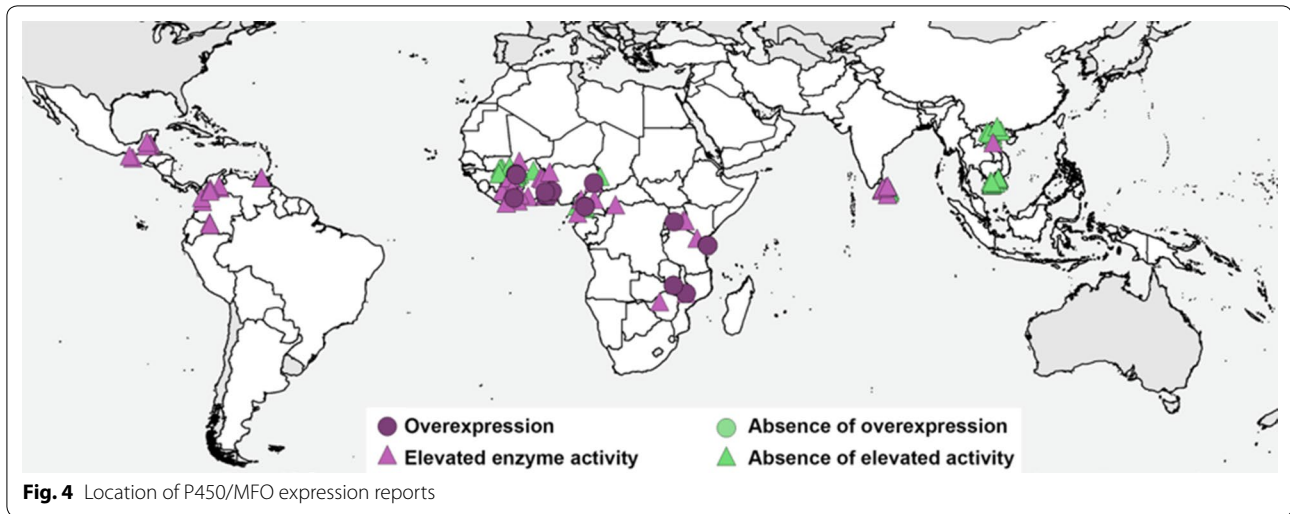 Overexpression
Absence of overexpression
Elevated enzyme activity
Absence of elevated activity
Fig. 4 Location of P450/MFO expression reports